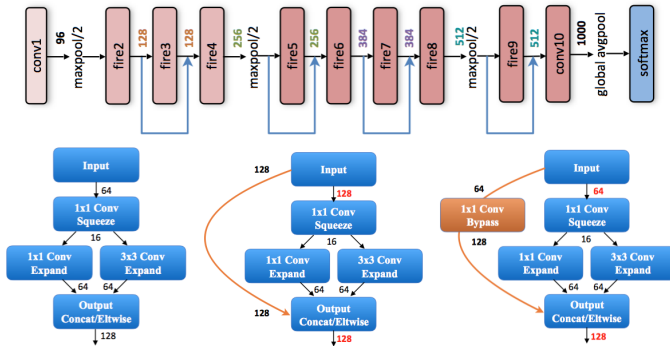 conv1
96
maxpool/2
fire2
128
fire3
128
fire4
256
maxpool/2
fire5
256
fire6
384
fire7
384
fire8
512
maxpool/2
fire9
512
conv10
1000
global avgpool
softmax
Input
64
1x1 Conv
Squeeze
16
1x1 Conv
Expand
3x3 Conv
Expand
64
64
Output
Concat/Eltwise
128
128
Input
128
1x1 Conv
Squeeze
16
1x1 Conv
Expand
3x3 Conv
Expand
64
64
128
Output
Concat/Eltwise
128
Input
64
64
1x1 Conv
Bypass
128
1x1 Conv
Squeeze
16
1x1 Conv
Expand
3x3 Conv
Expand
64
64
Output
Concat/Eltwise
128